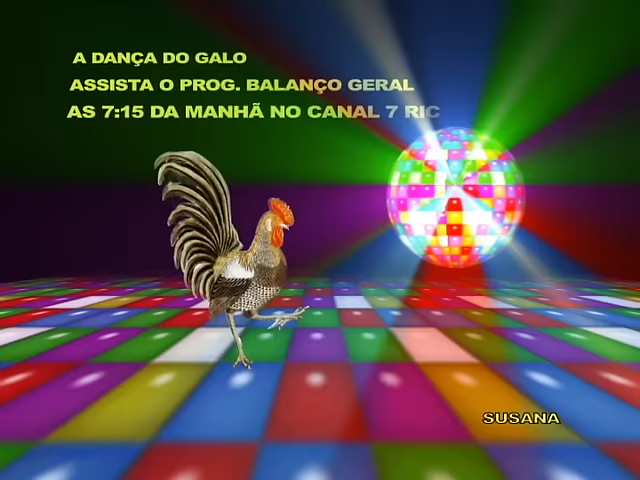 A DANÇA DO GALO
ASSISTA O PROG. BALANÇO GERAL
AS 7:15 DA MANHÃ NO CANAL 7 RIC
SUSANA